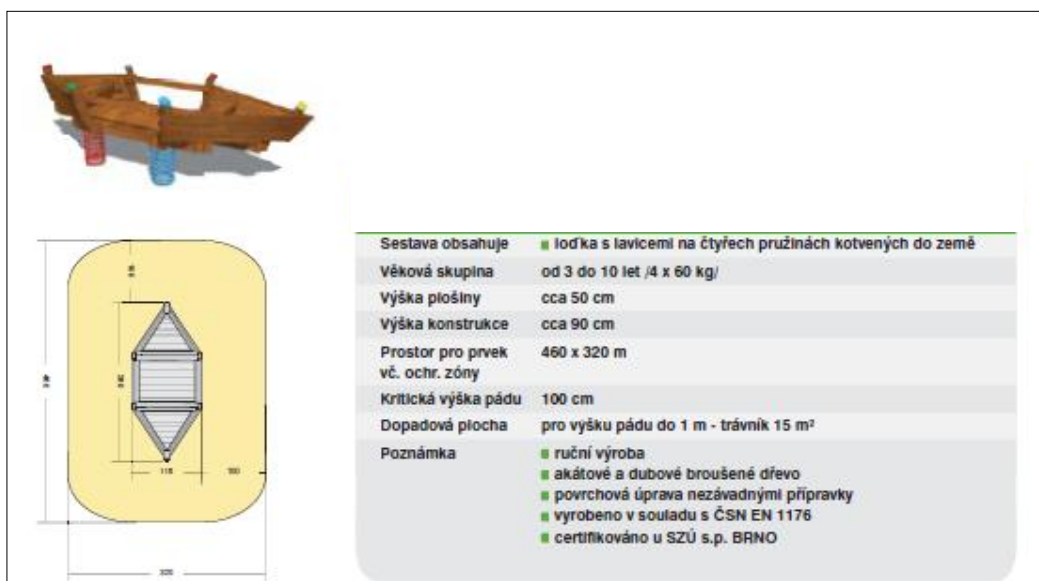 Sestava obsahuje
loďka s lavicemi na čtyřech pružinách kotvených do země
Věková skupina
od 3 do 10 let /4 x 60 kg/
Výška plošiny
cca 50 cm
Výška konstrukce
cca 90 cm
Prostor pro prvek
vč. ochr. zóny
460 x 320 m
Kritická výška pádu
100 cm
Dopadová plocha
pro výšku pádu do 1 m - trávník 15 m²
Poznámka
ruční výroba
akátové a dubové broušené dřevo
povrchová úprava nezávadnými přípravky
vyrobeno v souladu s ČSN EN 1176
certifikováno u SZÚ s.p. BRNO
110
320